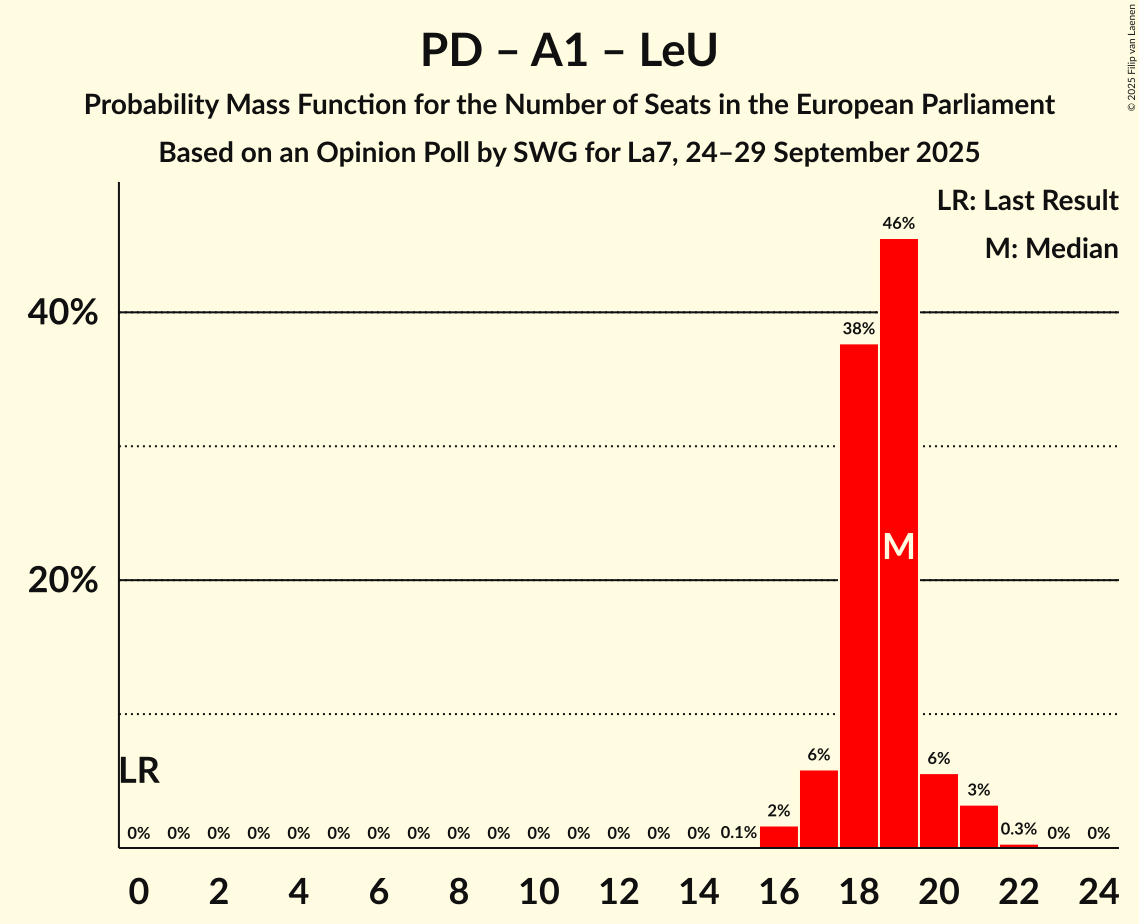 PD – A1 – LeU
Probability Mass Function for the Number of Seats in the European Parliament
Based on an Opinion Poll by SWG for La7, 24–29 September 2025
© 2025 Filip van Laenen
LR: Last Result
M: Median
46%
40%
38%
M
20%
LR
6%
6%
3%
2%
0% 0% 0% 0% 0% 0% 0% 0% 0% 0% 0% 0% 0% 0% 0% 0.1% 0.3% 0% 0%
0 2 4 6 8 10 12 14 16 18 20 22 24